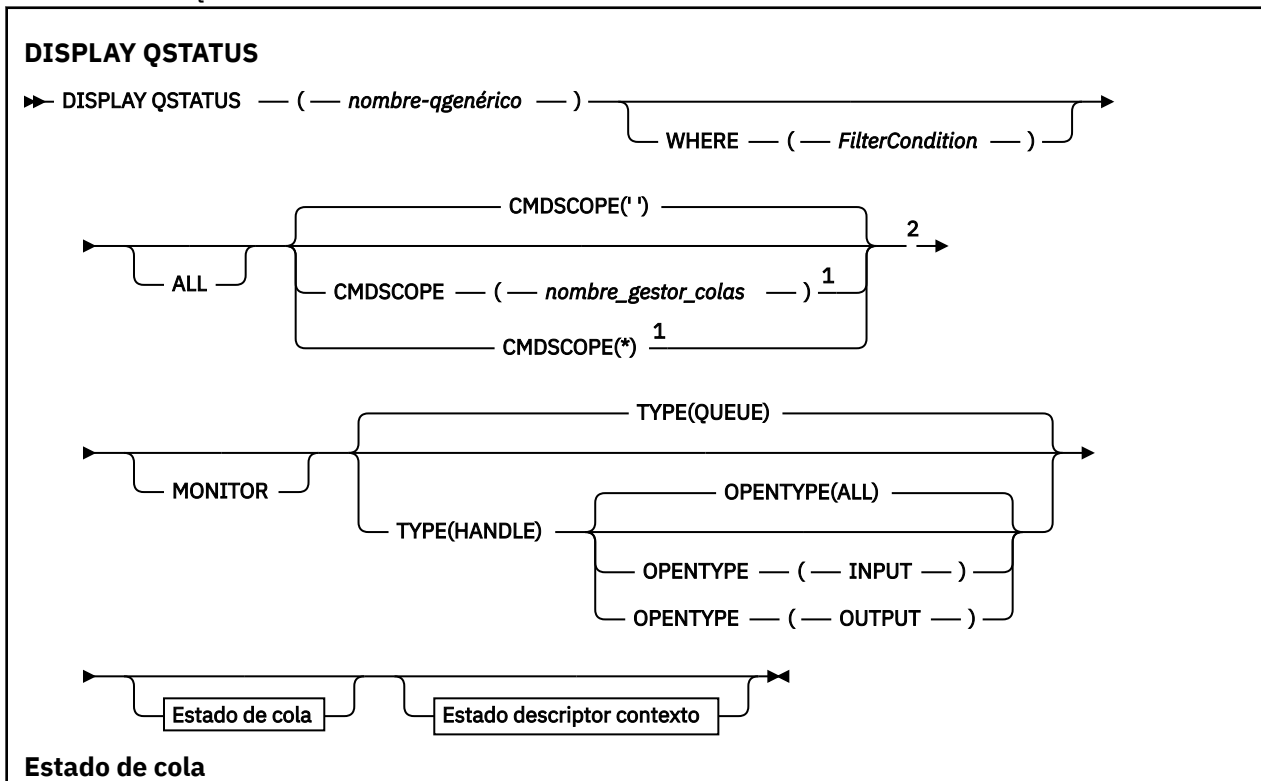 DISPLAY QSTATUS
DISPLAY QSTATUS ( nombre-qgenérico )
WHERE ( FilterCondition )
CMDSCOPE(' ')
2
ALL
CMDSCOPE ( nombre_gestor_colas ) 1
CMDSCOPE(*) 1
TYPE(QUEUE)
MONITOR
OPENTYPE(ALL)
TYPE(HANDLE)
OPENTYPE ( INPUT )
OPENTYPE ( OUTPUT )
Estado de cola Estado descriptor contexto
Estado de cola